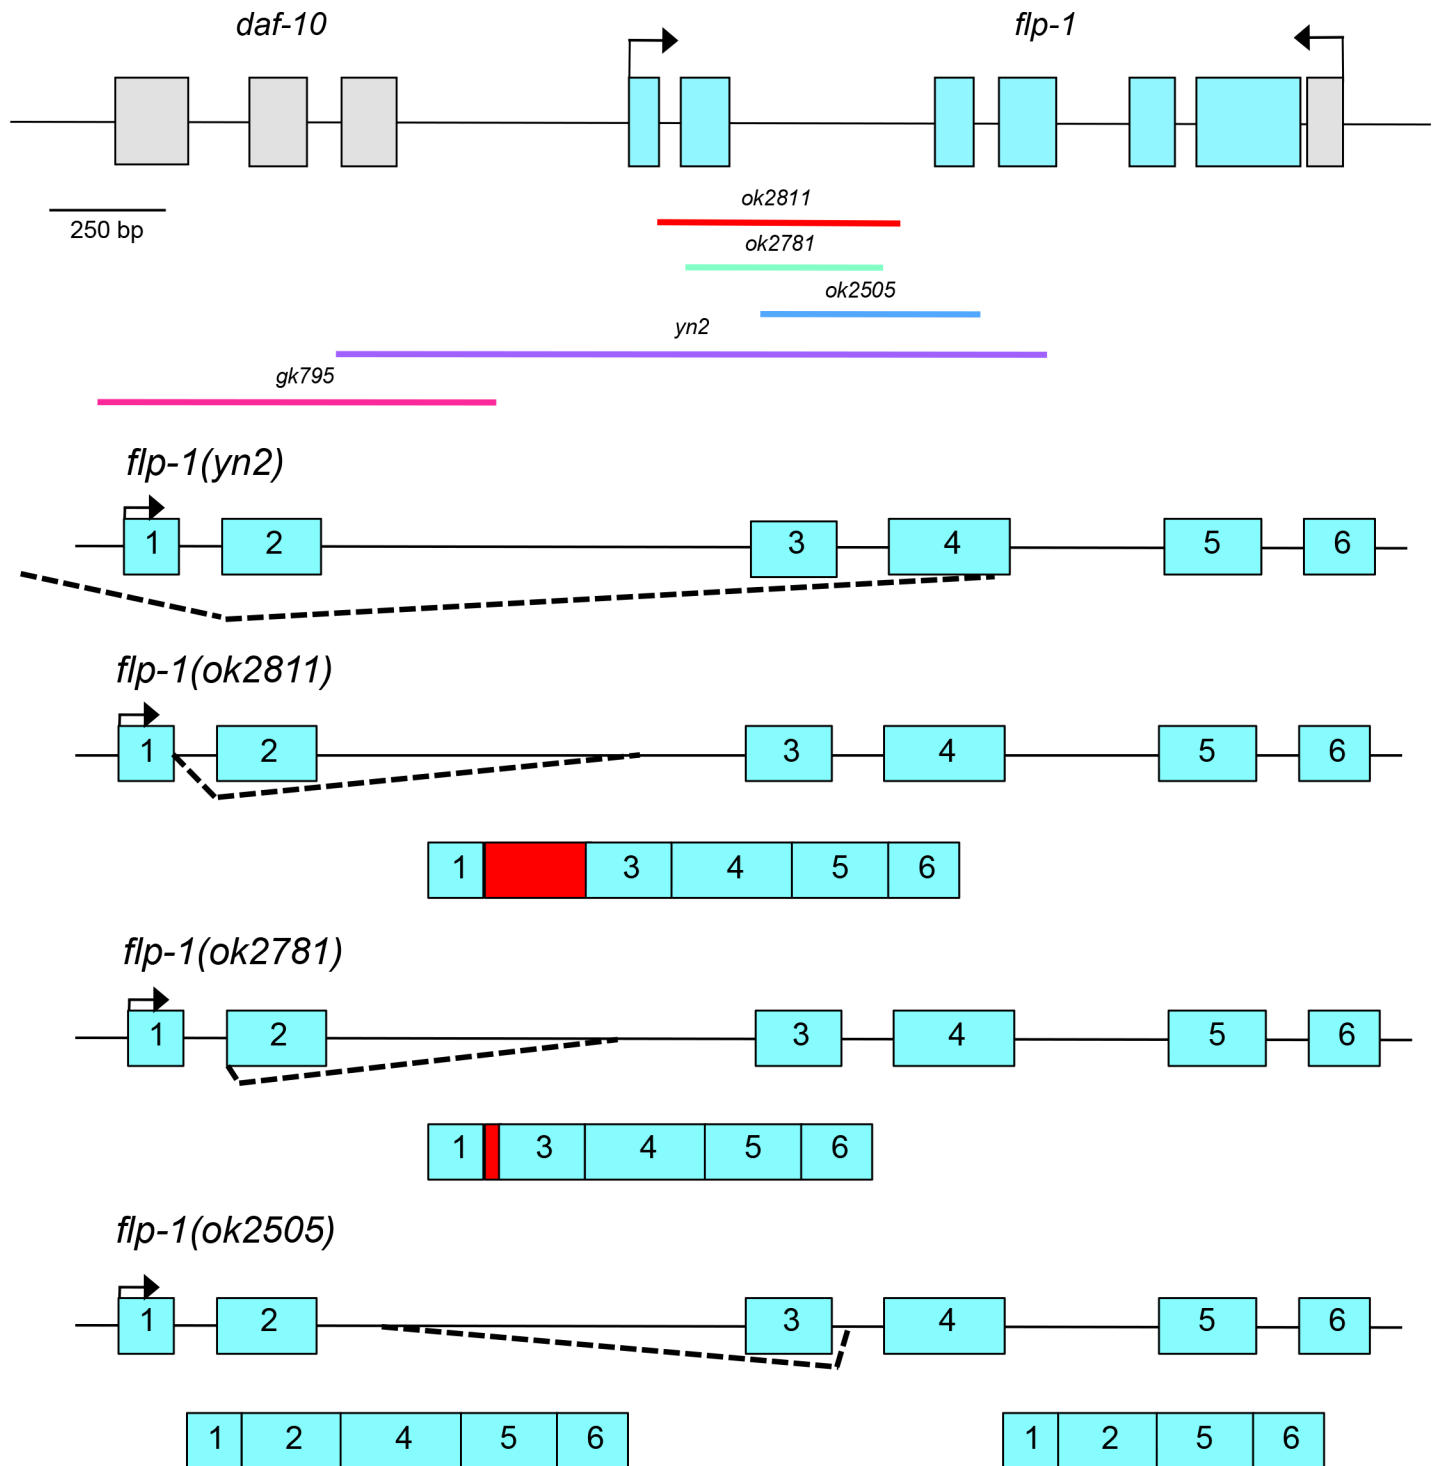 daf-10 flp-1
250 bp
ok2811
ok2781
ok2505
yn2
gk795
flp-1(yn2)
1 2 3 4 5 6
flp-1(ok2811)
1 2 3 4 5 6
1 3 4 5 6
flp-1(ok2781)
1 2 3 4 5 6
1 3 4 5 6
flp-1(ok2505)
1 2 3 4 5 6
1 2 4 5 6 1 2 5 6